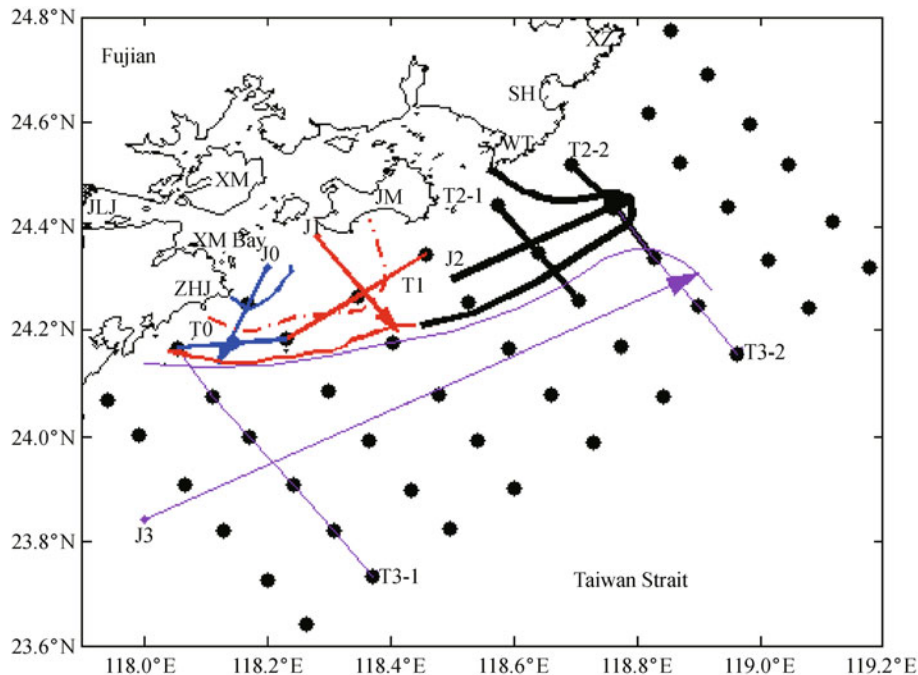 24.8°N
XZ
Fujian
SH
24.6°N
WT
T2-2
XM
JM
T2-1
JLJ
24.4°N
J1
XM Bay
J0
J2
ZHJ
T1
24.2°N
T0
T3-2
24.0°N
23.8°N
J3
T3-1
Taiwan Strait
23.6°N
118.0°E
118.2°E
118.4°E
118.6°E
118.8°E
119.0°E
119.2°E